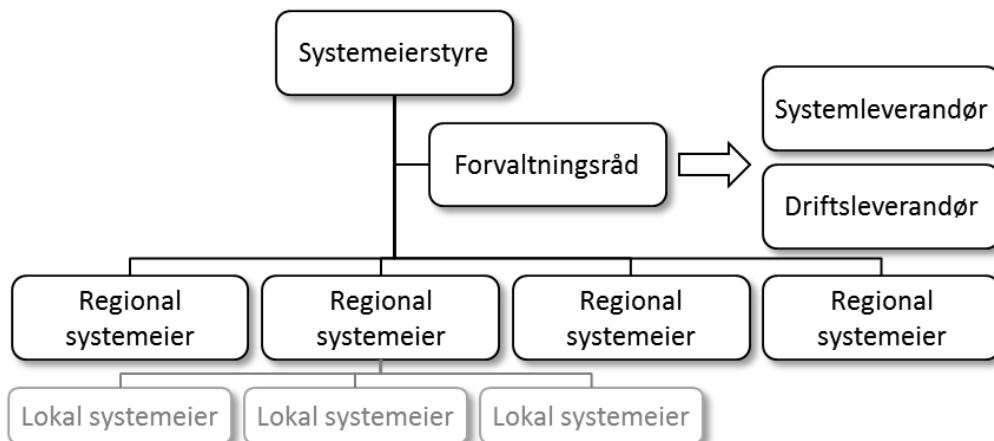 Systemeierstyre
Systemleverandør
Forvaltningsråd
Driftsleverandør
Regional
systemeier
Regional
systemeier
Regional
systemeier
Regional
systemeier
Lokal systemeier
Lokal systemeier
Lokal systemeier